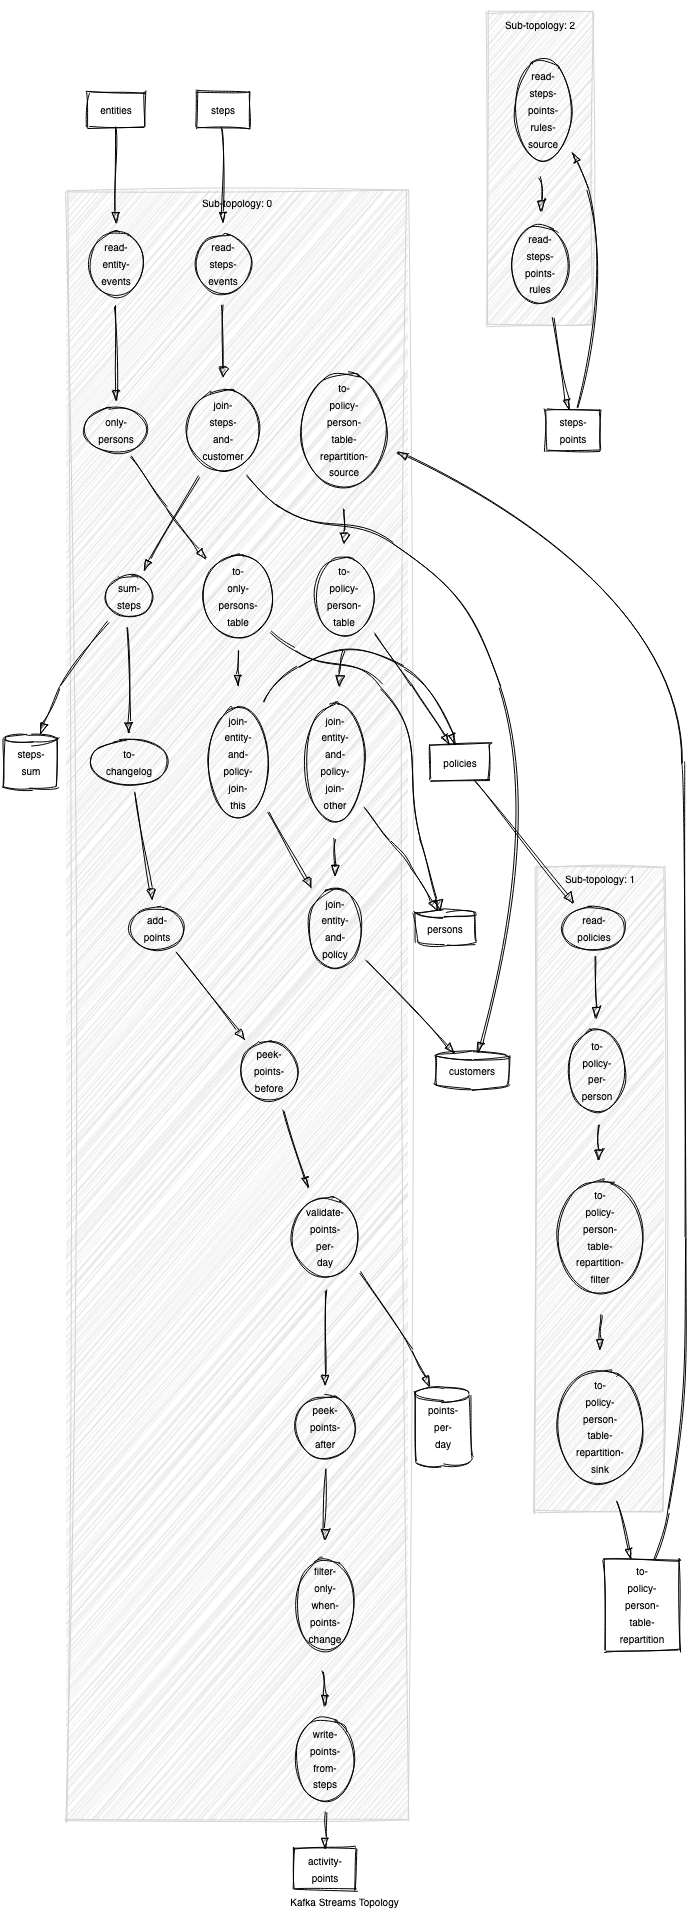 Sub-topology: 2
read-
steps-
points-
rules-
source
entities
steps
Sub-topology: 0
read-
entity-
events
read-
steps-
events
read-
steps-
points-
rules
only-
persons
join-
steps-
and-
customer
to-
policy-
person-
table-
repartition-
source
steps-
points
sum-
steps
to-
only-
persons-
table
to-
policy-
person-
table
steps-
sum
to-
changelog
join-
entity-
and-
policy-
join-
this
join-
entity-
and-
policy-
join-
other
policies
Sub-topology: 1
add-
points
join-
entity-
and-
policy
persons
read-
policies
peek-
points-
before
customers
to-
policy-
per-
person
validate-
points-
per-
day
to-
policy-
person-
table-
repartition-
filter
peek-
points-
after
points-
per-
day
to-
policy-
person-
table-
repartition-
sink
filter-
only-
when-
points-
change
to-
policy-
person-
table-
repartition
write-
points-
from-
steps
activity-
points
Kafka Streams Topology